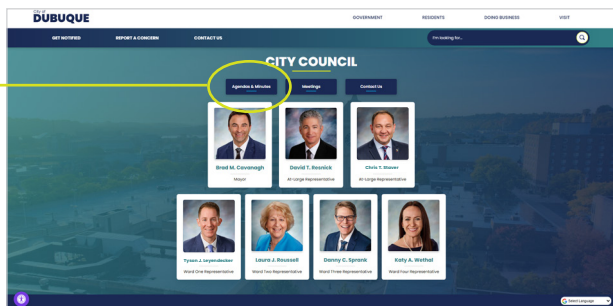 City of
DUBUQUE
GOVERNMENT RESIDENTS DOING BUSINESS VISIT
GET NOTIFIED REPORT A CONCERN CONTACT US I'm looking for...
CITY COUNCIL
Agendas & Minutes Meetings Contact Us
Brad M. Cavanagh David T. Resnick Chris T. Staver
Mayor At-Large Representative At-Large Representative
Tyson J. Leyendecker Laura J. Roussell Danny C. Sprank Katy A. Wethal
Ward One Representative Ward Two Representative Ward Three Representative Ward Four Representative
G Select Language